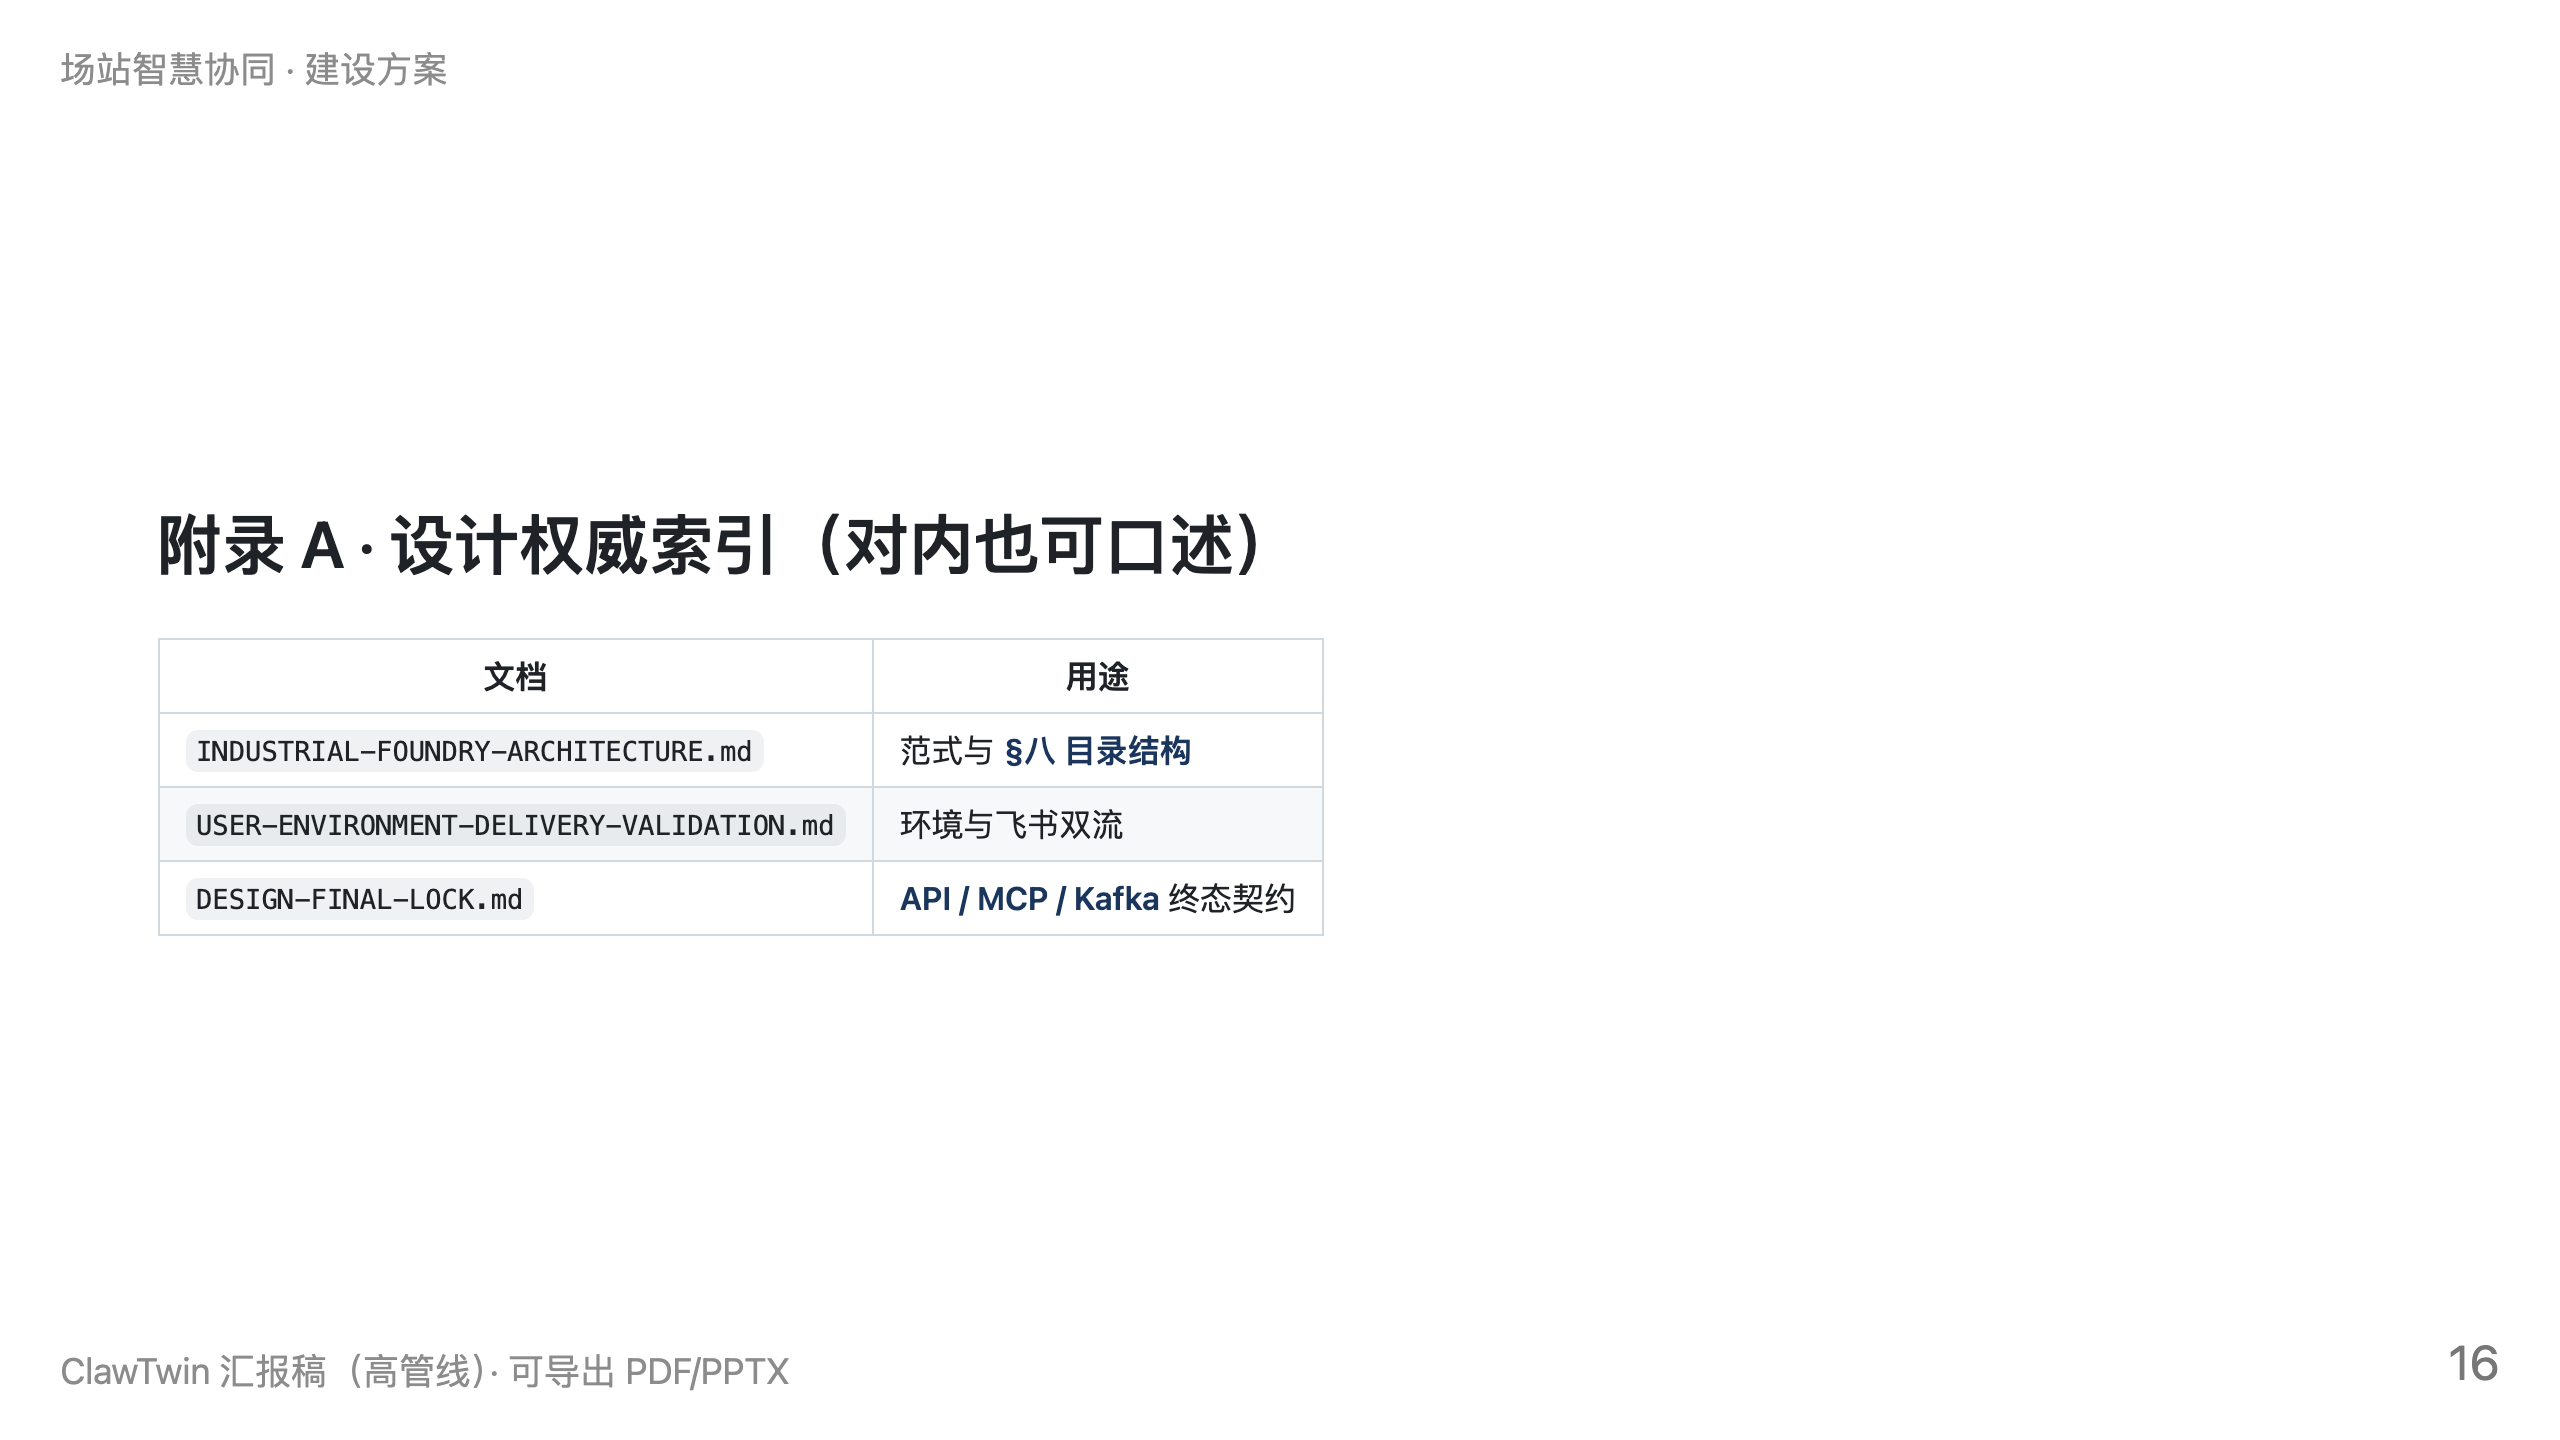 场站智慧协同 · 建设方案
附录 A · 设计权威索引（对内也可口述）
文档 用途
INDUSTRIAL-FOUNDRY-ARCHITECTURE.md 范式与 §八 目录结构
USER-ENVIRONMENT-DELIVERY-VALIDATION.md 环境与飞书双流
DESIGN-FINAL-LOCK.md API / MCP / Kafka 终态契约
ClawTwin 汇报稿（高管线）· 可导出 PDF/PPTX
16